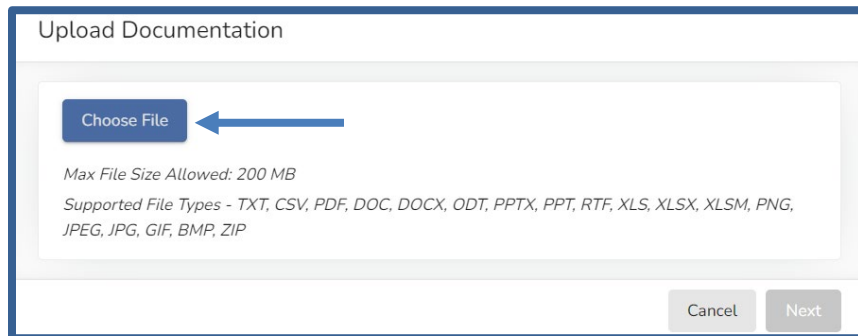 Upload Documentation
Choose File
Max File Size Allowed: 200 MB
Supported File Types - TXT, CSV, PDF, DOC, DOCX, ODT, PPTX, PPT, RTF, XLS, XLSX, XLSM, PNG,
JPEG, JPG, GIF, BMP, ZIP
Cancel Next